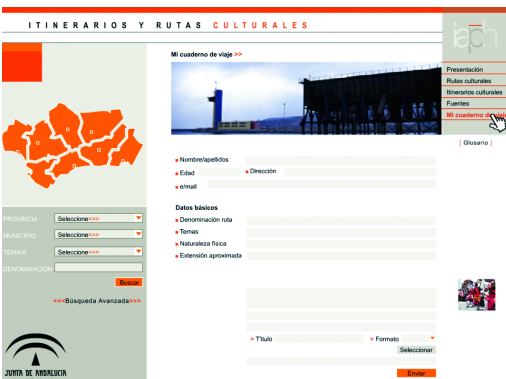 ITINERARIOS Y RUTAS CULTURALES
iaph
Mi cuaderno de viaje >>
Presentación
Rutas culturales
Itinerarios culturales
Fuentes
Mi cuaderno de viaje
[ Glosario ]
Nombre/apellidos
Edad
Dirección
e/mail
Datos básicos
Denominación ruta
Temas
Naturaleza física
Extensión aproximada
PROVINCIA Seleccione>>>
MUNICIPIO Seleccione>>>
TEMA/S Seleccione>>>
DENOMINACIÓN
Buscar
<<<Búsqueda Avanzada>>>
> Título
> Formato
Seleccionar
Enviar
JUNTA DE ANDALUCIA